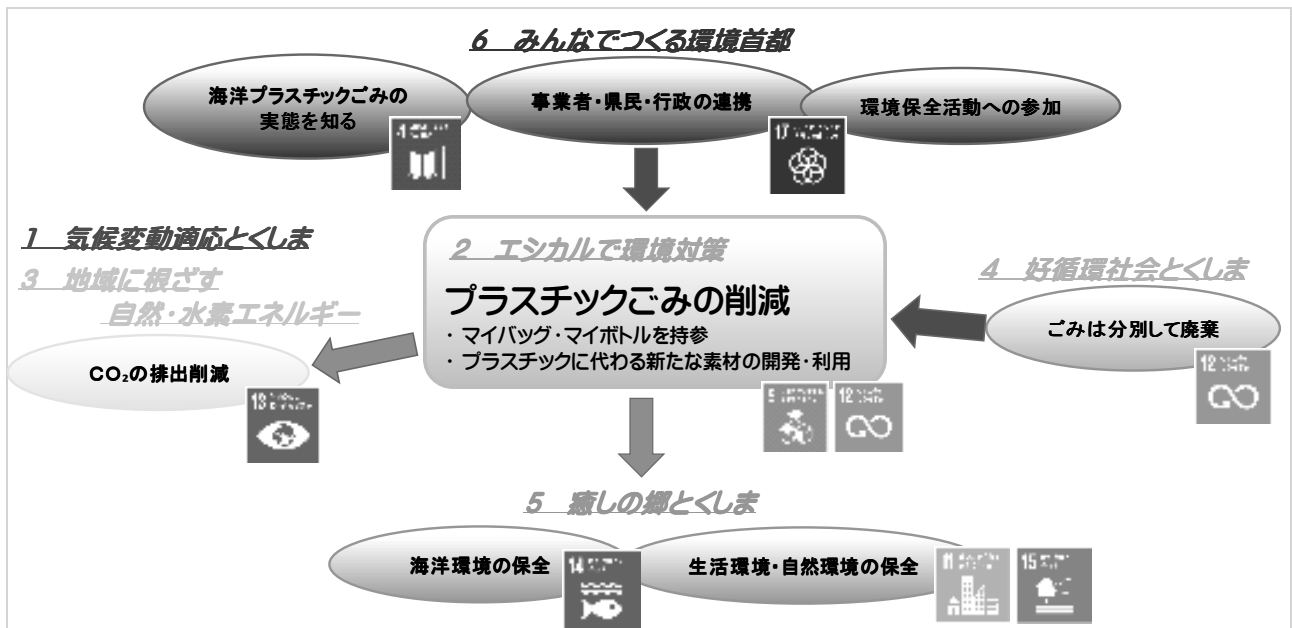 6 みんなでつくる環境首都
海洋プラスチックごみの
実態を知る
事業者・県民・行政の連携
環境保全活動への参加
4
17
1 気候変動適応とくしま
3 地域に根ざす
自然・水素エネルギー
CO₂の排出削減
13
2 エシカルで環境対策
プラスチックごみの削減
・ マイバッグ・マイボトルを持参
・ プラスチックに代わる新たな素材の開発・利用
9
12
4 好循環社会とくしま
ごみは分別して廃棄
12
5 癒しの郷とくしま
海洋環境の保全
14
生活環境・自然環境の保全
11
15